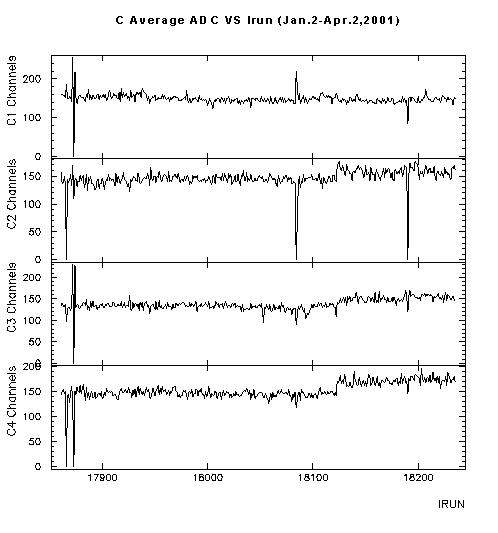 C Average ADC VS Irun (Jan.2-Apr.2,2001)
C1 Channels
200
100
0
C2 Channels
150
100
50
0
C3 Channels
200
150
100
50
0
C4 Channels
200
150
100
50
0
17900 18000 18100 18200
IRUN